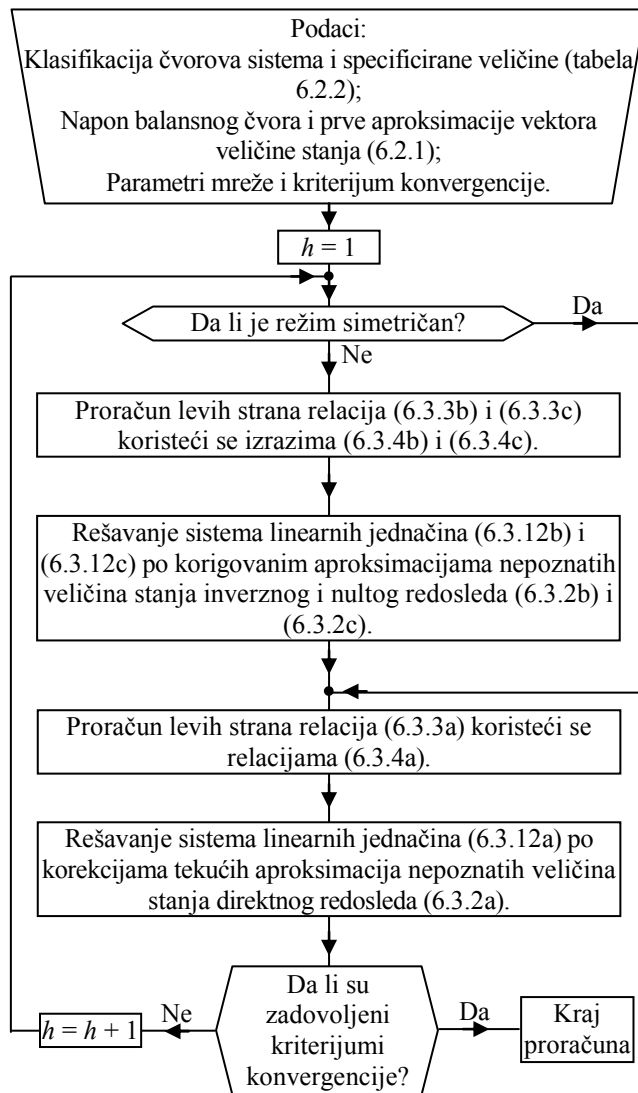 Podaci:
Klasifikacija čvorova sistema i specificirane veličine (tabela
6.2.2);
Napon balansnog čvora i prve aproksimacije vektora
veličine stanja (6.2.1);
Parametri mreže i kriterijum konvergencije.
h = 1
Da li je režim simetričan?
Da
Ne
Proračun levih strana relacija (6.3.3b) i (6.3.3c)
koristeći se izrazima (6.3.4b) i (6.3.4c).
Rešavanje sistema linearnih jednačina (6.3.12b) i
(6.3.12c) po korigovanim aproksimacijama nepoznatih
veličina stanja inverznog i nultog redosleda (6.3.2b) i
(6.3.2c).
Proračun levih strana relacija (6.3.3a) koristeći se
relacijama (6.3.4a).
Rešavanje sistema linearnih jednačina (6.3.12a) po
korekcijama tekućih aproksimacija nepoznatih veličina
stanja direktnog redosleda (6.3.2a).
Da li su
zadovoljeni
kriterijumi
konvergencije?
Ne
h = h + 1
Da
Kraj
proračuna